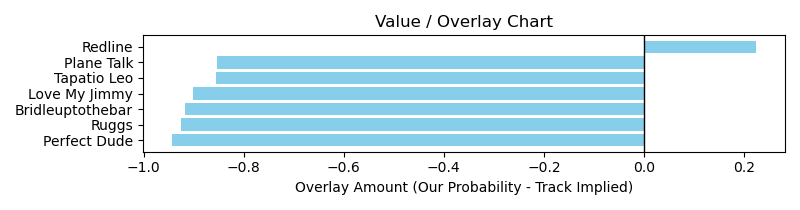 Value / Overlay Chart
Redline
Plane Talk
Tapatio Leo
Love My Jimmy
Bridleuptothebar
Ruggs
Perfect Dude
−1.0 −0.8 −0.6 −0.4 −0.2 0.0 0.2
Overlay Amount (Our Probability - Track Implied)